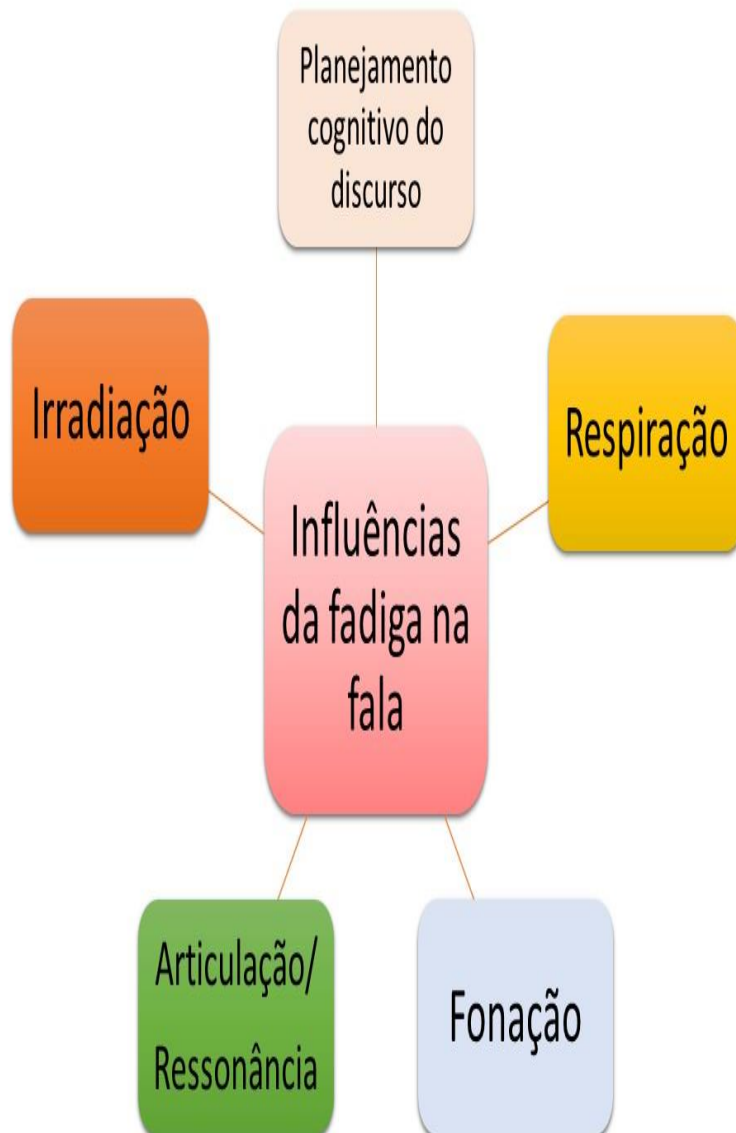 Planejamento
cognitivo do
discurso
Irradiação
Respiração
Influências
da fadiga na
fala
Articulação/
Ressonância
Fonação